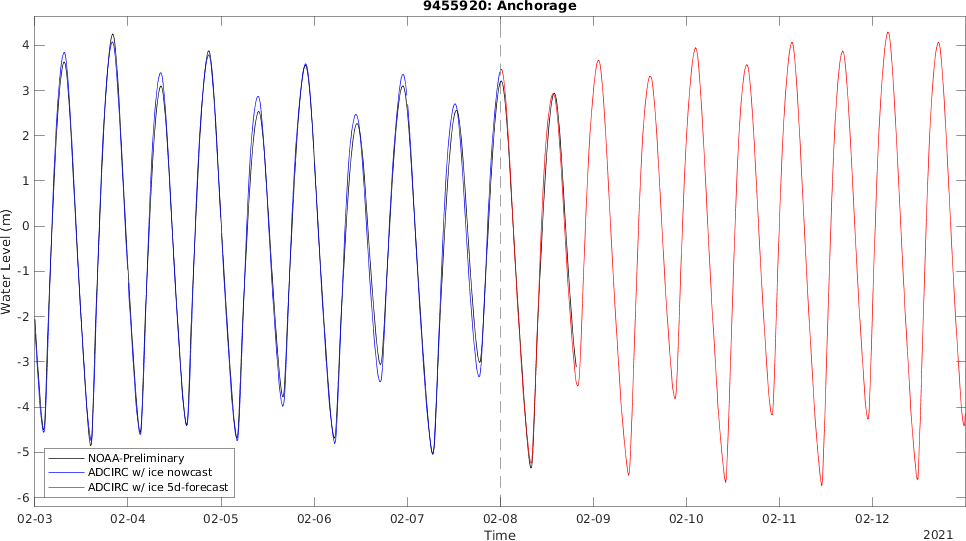 9455920: Anchorage
4
3
2
1
0
-1
-2
-3
-4
-5
-6
Water Level (m)
NOAA-Preliminary
ADCIRC w/ ice nowcast
ADCIRC w/ ice 5d-forecast
02-03 02-04 02-05 02-06 02-07 02-08 02-09 02-10 02-11 02-12
Time
2021